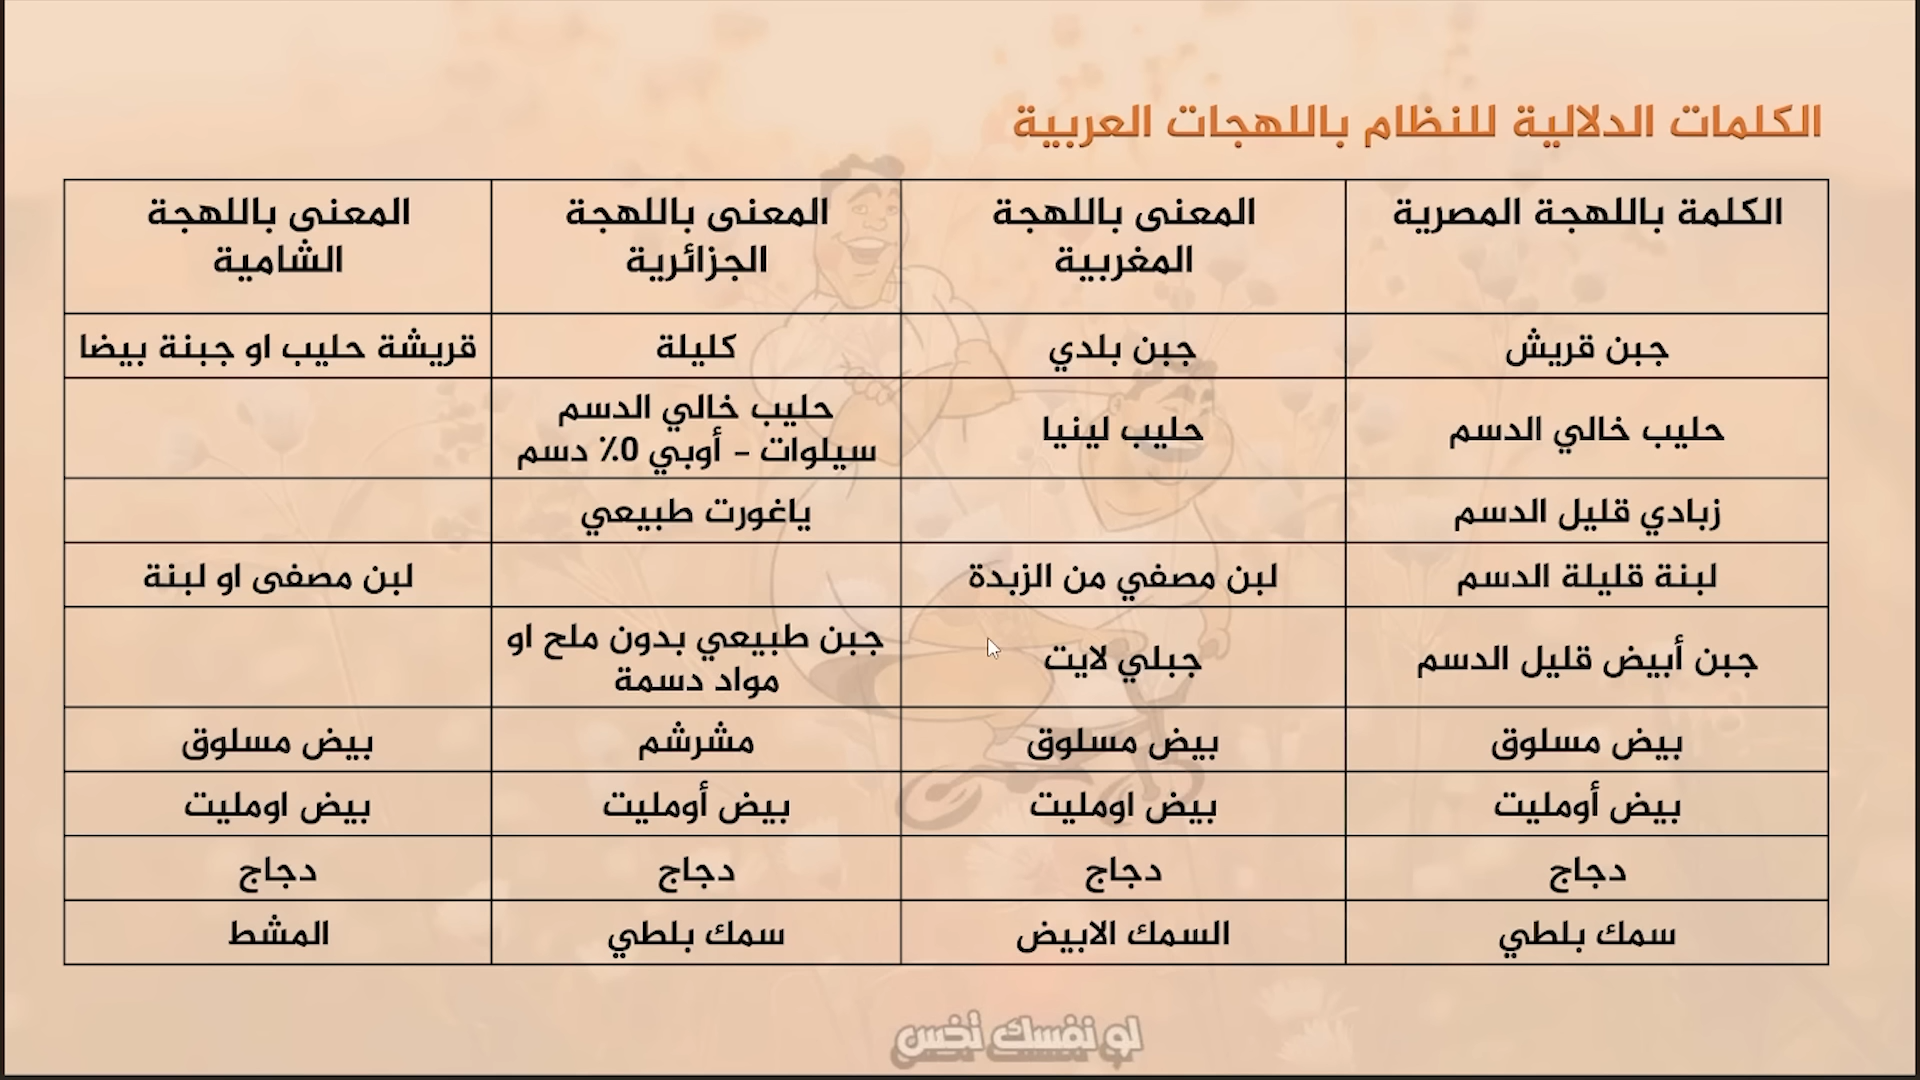 الكلمات الدلالية للنظام باللهجات العربية
الكلمة باللهجة المصرية
المعنى باللهجة
المغربية
المعنى باللهجة
الجزائرية
المعنى باللهجة
الشامية
جبن قريش
جبن بلدي
كليلة
قريشة حليب او جبنة بيضا
حليب خالي الدسم
حليب لينيا
حليب خالي الدسم
سيلوات - أوبي 0٪ دسم
زبادي قليل الدسم
ياغورت طبيعي
لبنة قليلة الدسم
لبن مصفي من الزبدة
لبن مصفى او لبنة
جبن أبيض قليل الدسم
جبلي لايت
جبن طبيعي بدون ملح او
مواد دسمة
بيض مسلوق
بيض مسلوق
مشرشم
بيض مسلوق
بيض أومليت
بيض اومليت
بيض أومليت
بيض اومليت
دجاج
دجاج
دجاج
دجاج
سمك بلطي
السمك الابيض
سمك بلطي
المشط
لو نفسك تخس